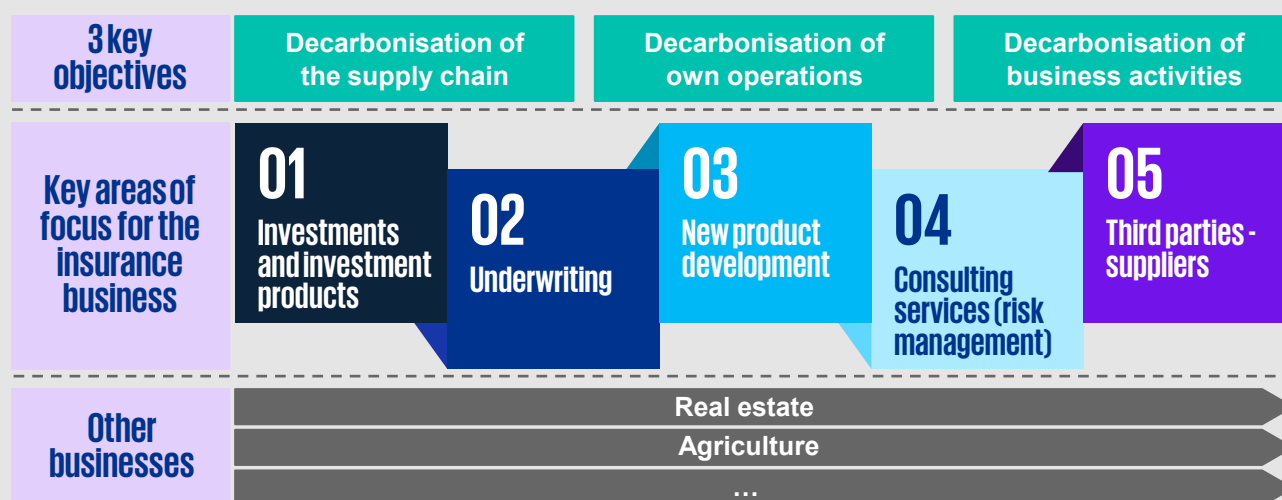 3 key
objectives
Decarbonisation of
the supply chain
Decarbonisation of
own operations
Decarbonisation of
business activities
Key areas of
focus for the
insurance
business
01
Investments
and investment
products
02
Underwriting
03
New product
development
04
Consulting
services (risk
management)
05
Third parties -
suppliers
Other
businesses
Real estate
Agriculture
...